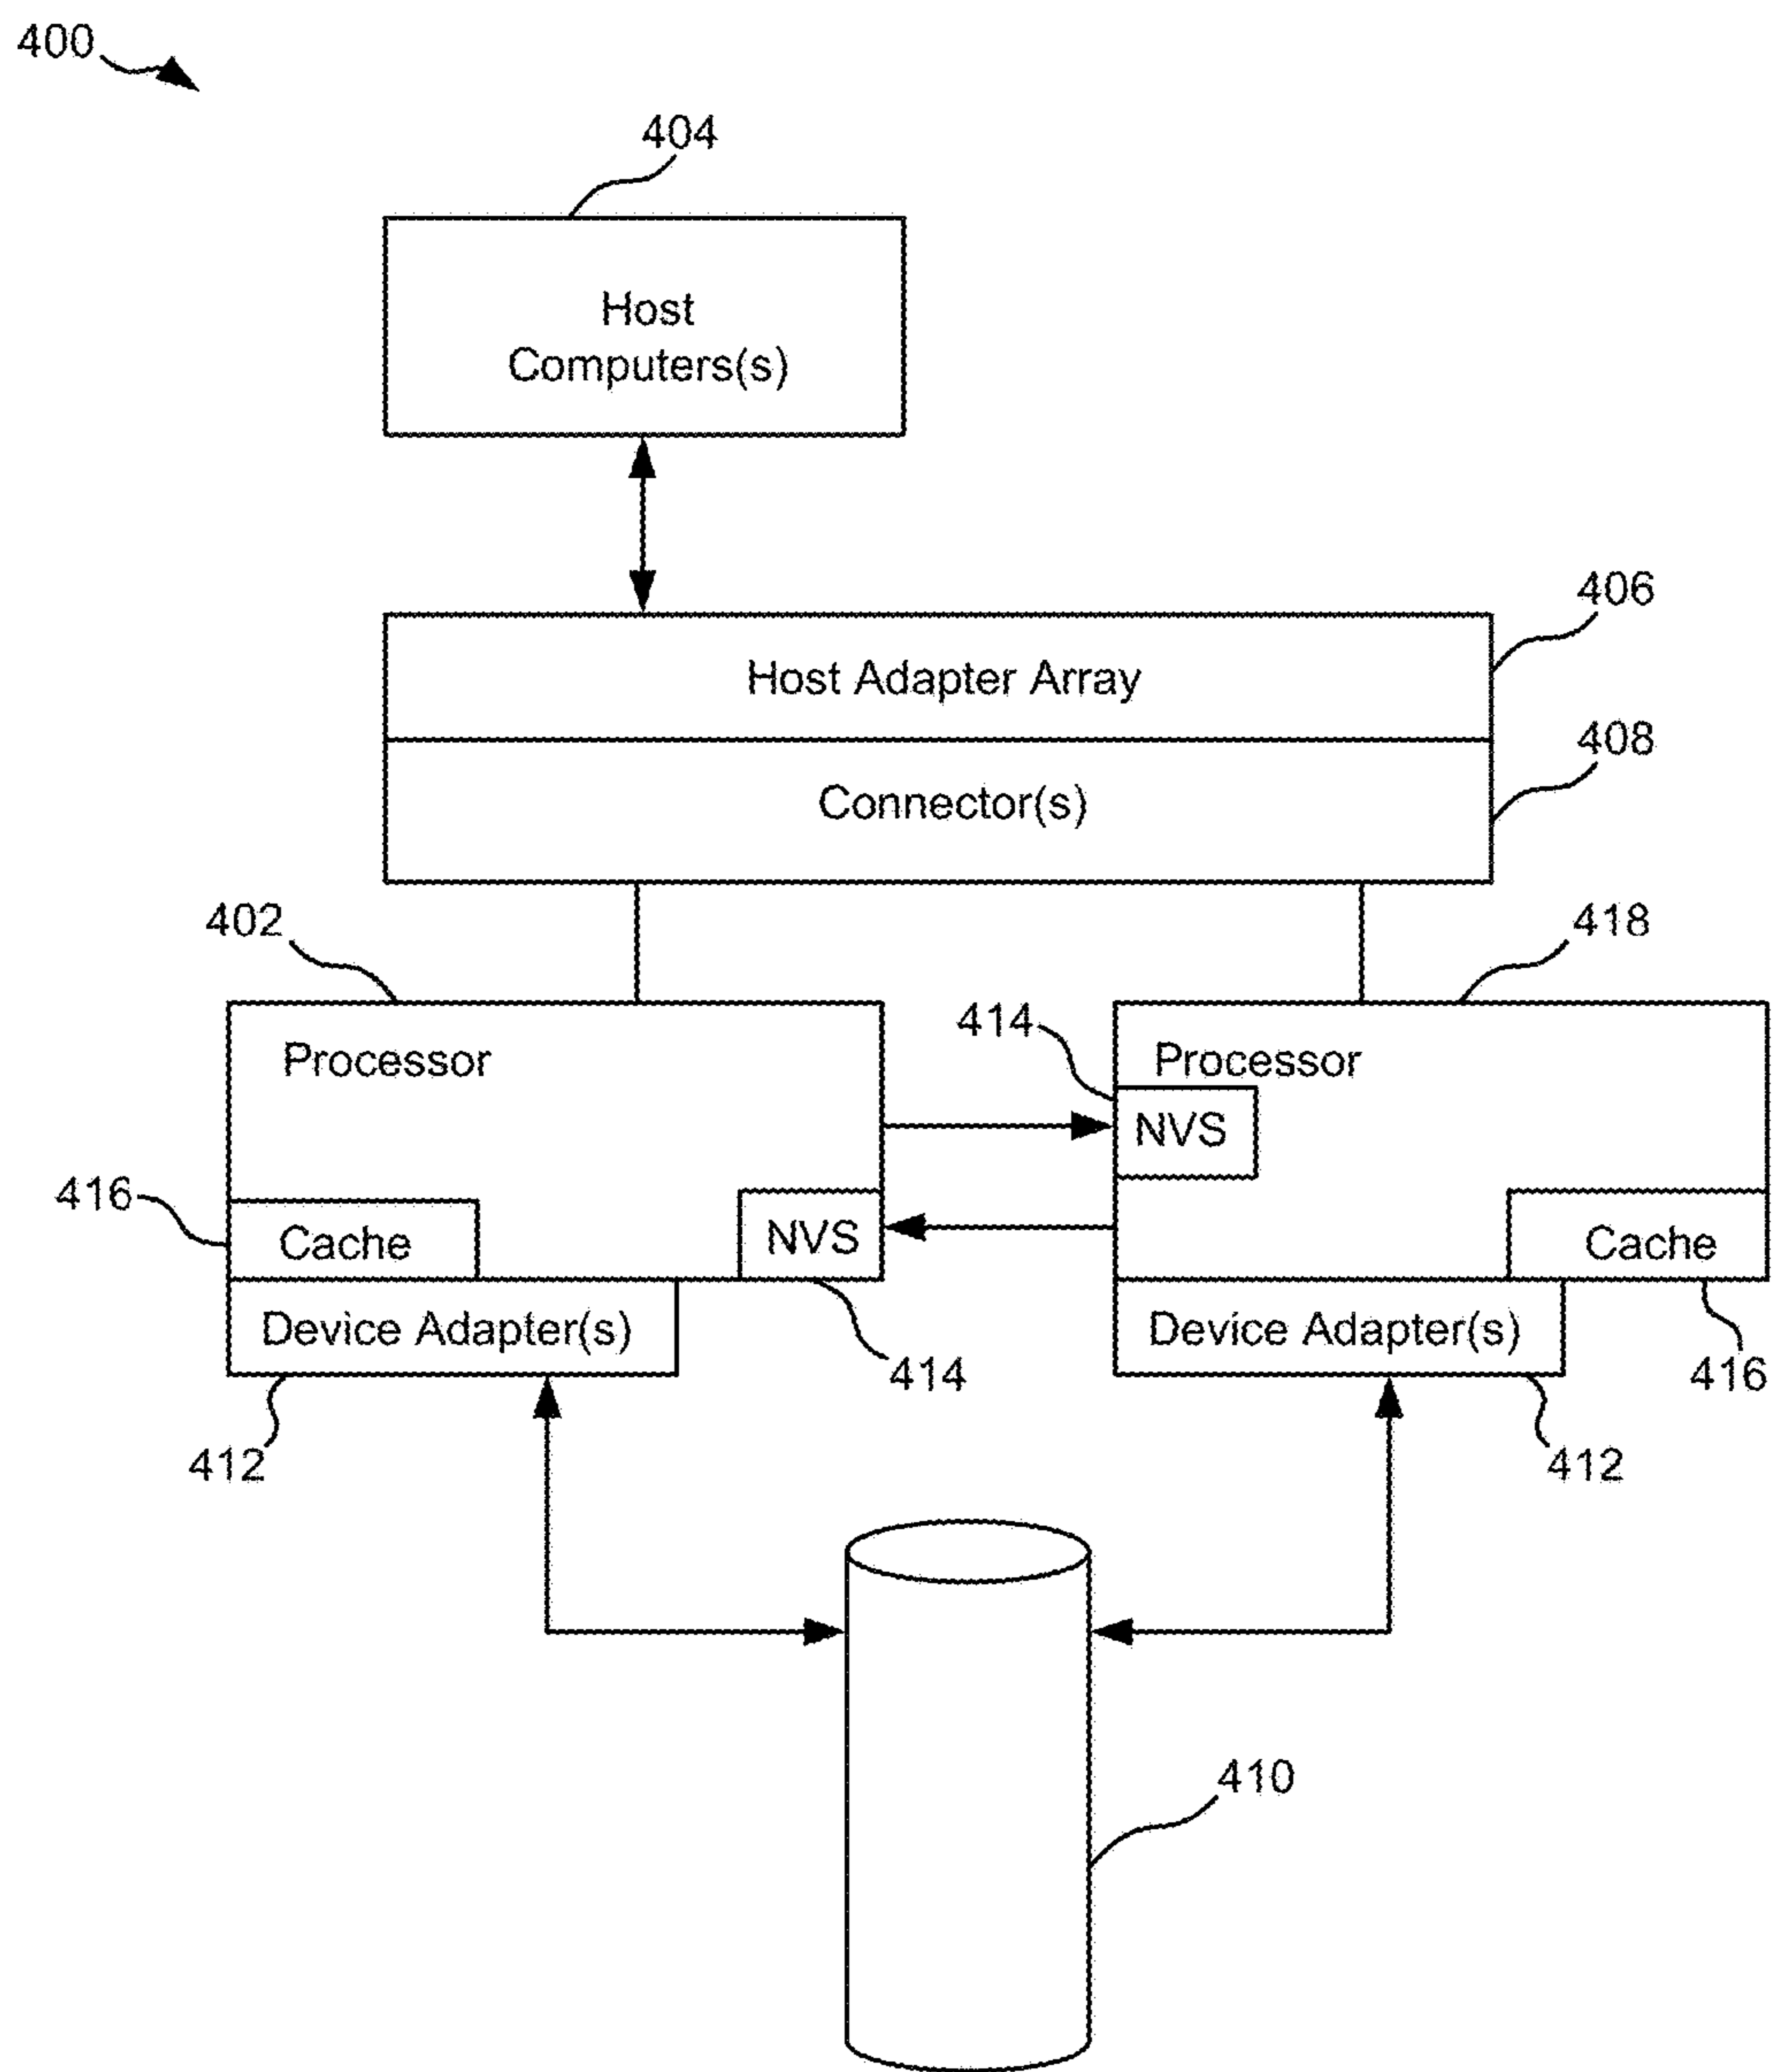 400
404
Host
Computers(s)
406
Host Adapter Array
408
Connector(s)
402
418
414
Processor
Processor
NVS
416
Cache
NVS
Cache
Device Adapter(s)
Device Adapter(s)
414
416
412
412
410